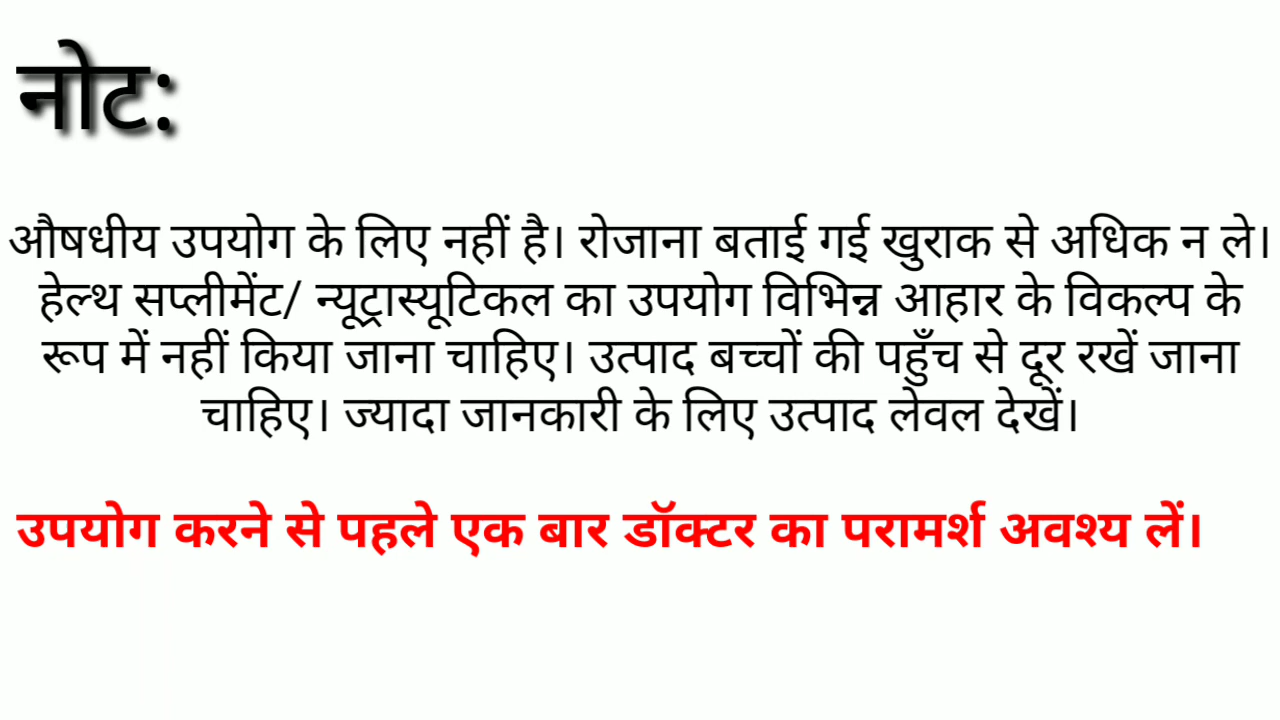 नोट:
औषधीय उपयोग के लिए नहीं है। रोजाना बताई गई खुराक से अधिक न ले।
हेल्थ सप्लीमेंट/ न्यूट्रास्यूटिकल का उपयोग विभिन्न आहार के विकल्प के
रूप में नहीं किया जाना चाहिए। उत्पाद बच्चों की पहुँच से दूर रखें जाना
चाहिए। ज्यादा जानकारी के लिए उत्पाद लेवल देखें।
उपयोग करने से पहले एक बार डॉक्टर का परामर्श अवश्य लें।